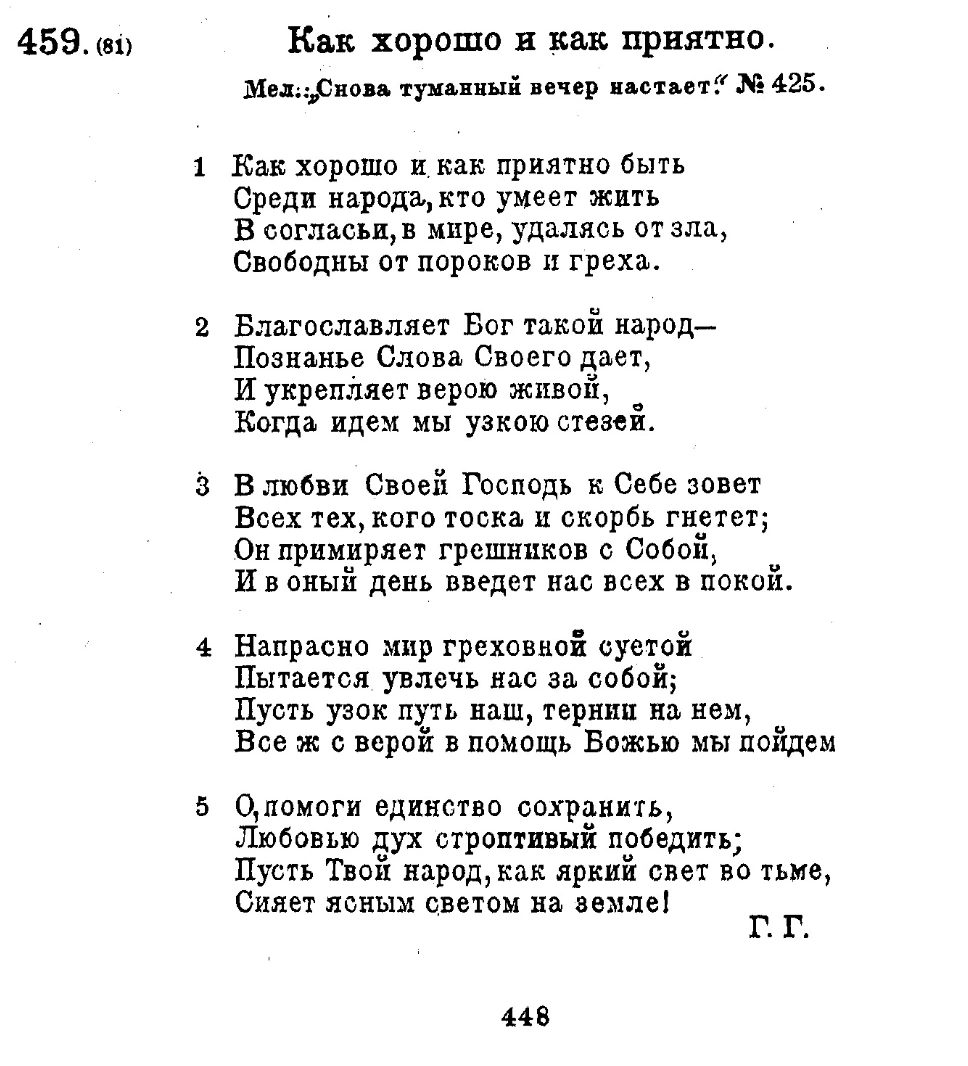 459. (81) Как хорошо и как приятно.
Мел.: „Снова туманный вечер настает." № 425.
1 Как хорошо и как приятно быть
Среди народа, кто умеет жить
В согласьи, в мире, удалясь от зла,
Свободны от пороков и греха.
2 Благославляет Бог такой народ—
Познанье Слова Своего дает,
И укрепляет верою живой,
Когда идем мы узкою стезей.
3 В любви Своей Господь к Себе зовет
Всех тех, кого тоска и скорбь гнетет;
Он примиряет грешников с Собой,
И в оный день введет нас всех в покой.
4 Напрасно мир греховной суетой
Пытается увлечь нас за собой;
Пусть узок путь наш, тернии на нем,
Все ж с верой в помощь Божью мы пойдем
5 О, помоги единство сохранить,
Любовью дух строптивый победить;
Пусть Твой народ, как яркий свет во тьме,
Сияет ясным светом на земле!
Г. Г.
448